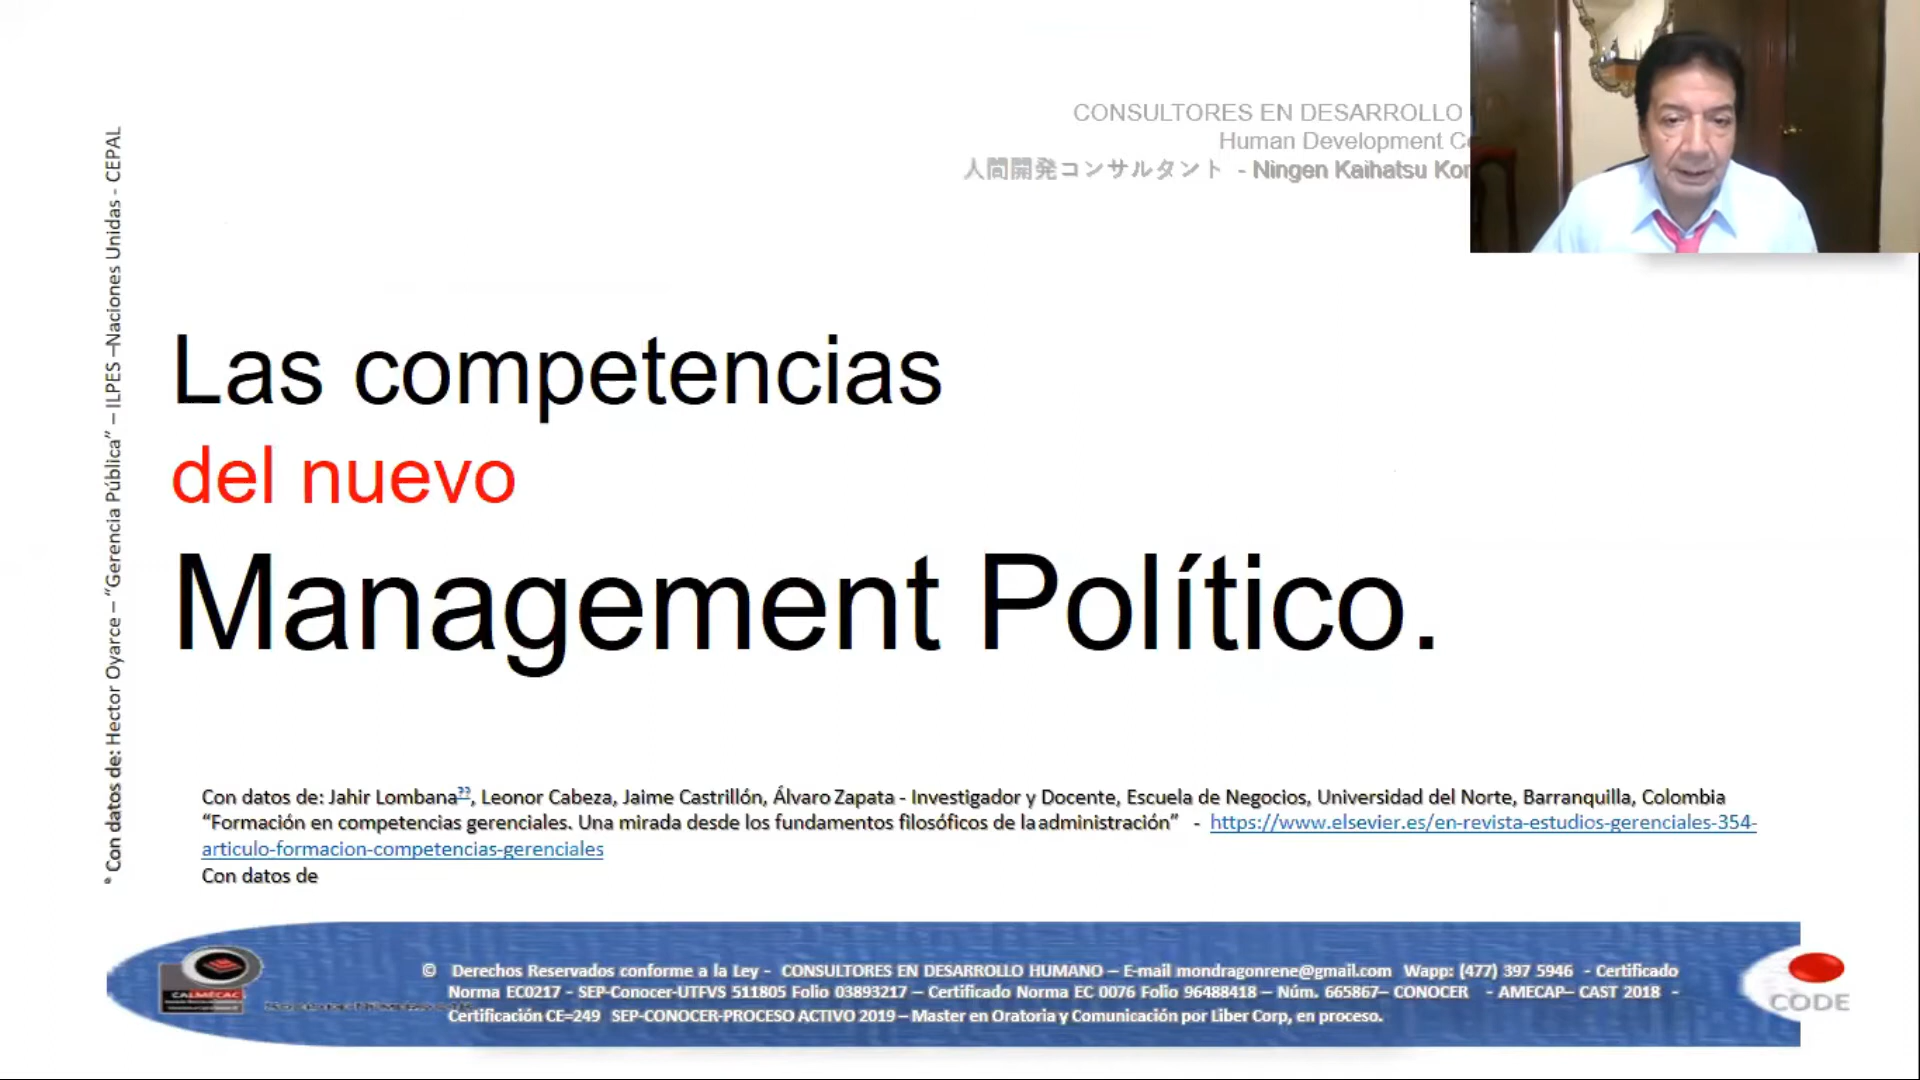 CONSULTORES EN DESARROLLO
Human Development
人間開発コンサルタント - Ningen Kaihatsu
* Con datos de: Hector Oyarce – “Gerencia Pública” – ILPES –Naciones Unidas - CEPAL
Las competencias
del nuevo
Management Político.
Con datos de: Jahir Lombana??, Leonor Cabeza, Jaime Castrillón, Álvaro Zapata - Investigador y Docente, Escuela de Negocios, Universidad del Norte, Barranquilla, Colombia
“Formación en competencias gerenciales. Una mirada desde los fundamentos filosóficos de la administración” - https://www.elsevier.es/en-revista-estudios-gerenciales-354-
articulo-formacion-competencias-gerenciales
Con datos de
© Derechos Reservados conforme a la Ley - CONSULTORES EN DESARROLLO HUMANO – E-mail mondragonrene@gmail.com Wapp: (477) 397 5946 - Certificado
Norma EC0217 - SEP-Conocer-UTFVS 511805 Folio 03893217 – Certificado Norma EC 0076 Folio 96488418 – Núm. 665867– CONOCER - AMECAP– CAST 2018 -
Certificación CE=249 SEP-CONOCER-PROCESO ACTIVO 2019 – Master en Oratoria y Comunicación por Liber Corp, en proceso.
CALMECAC
CODE